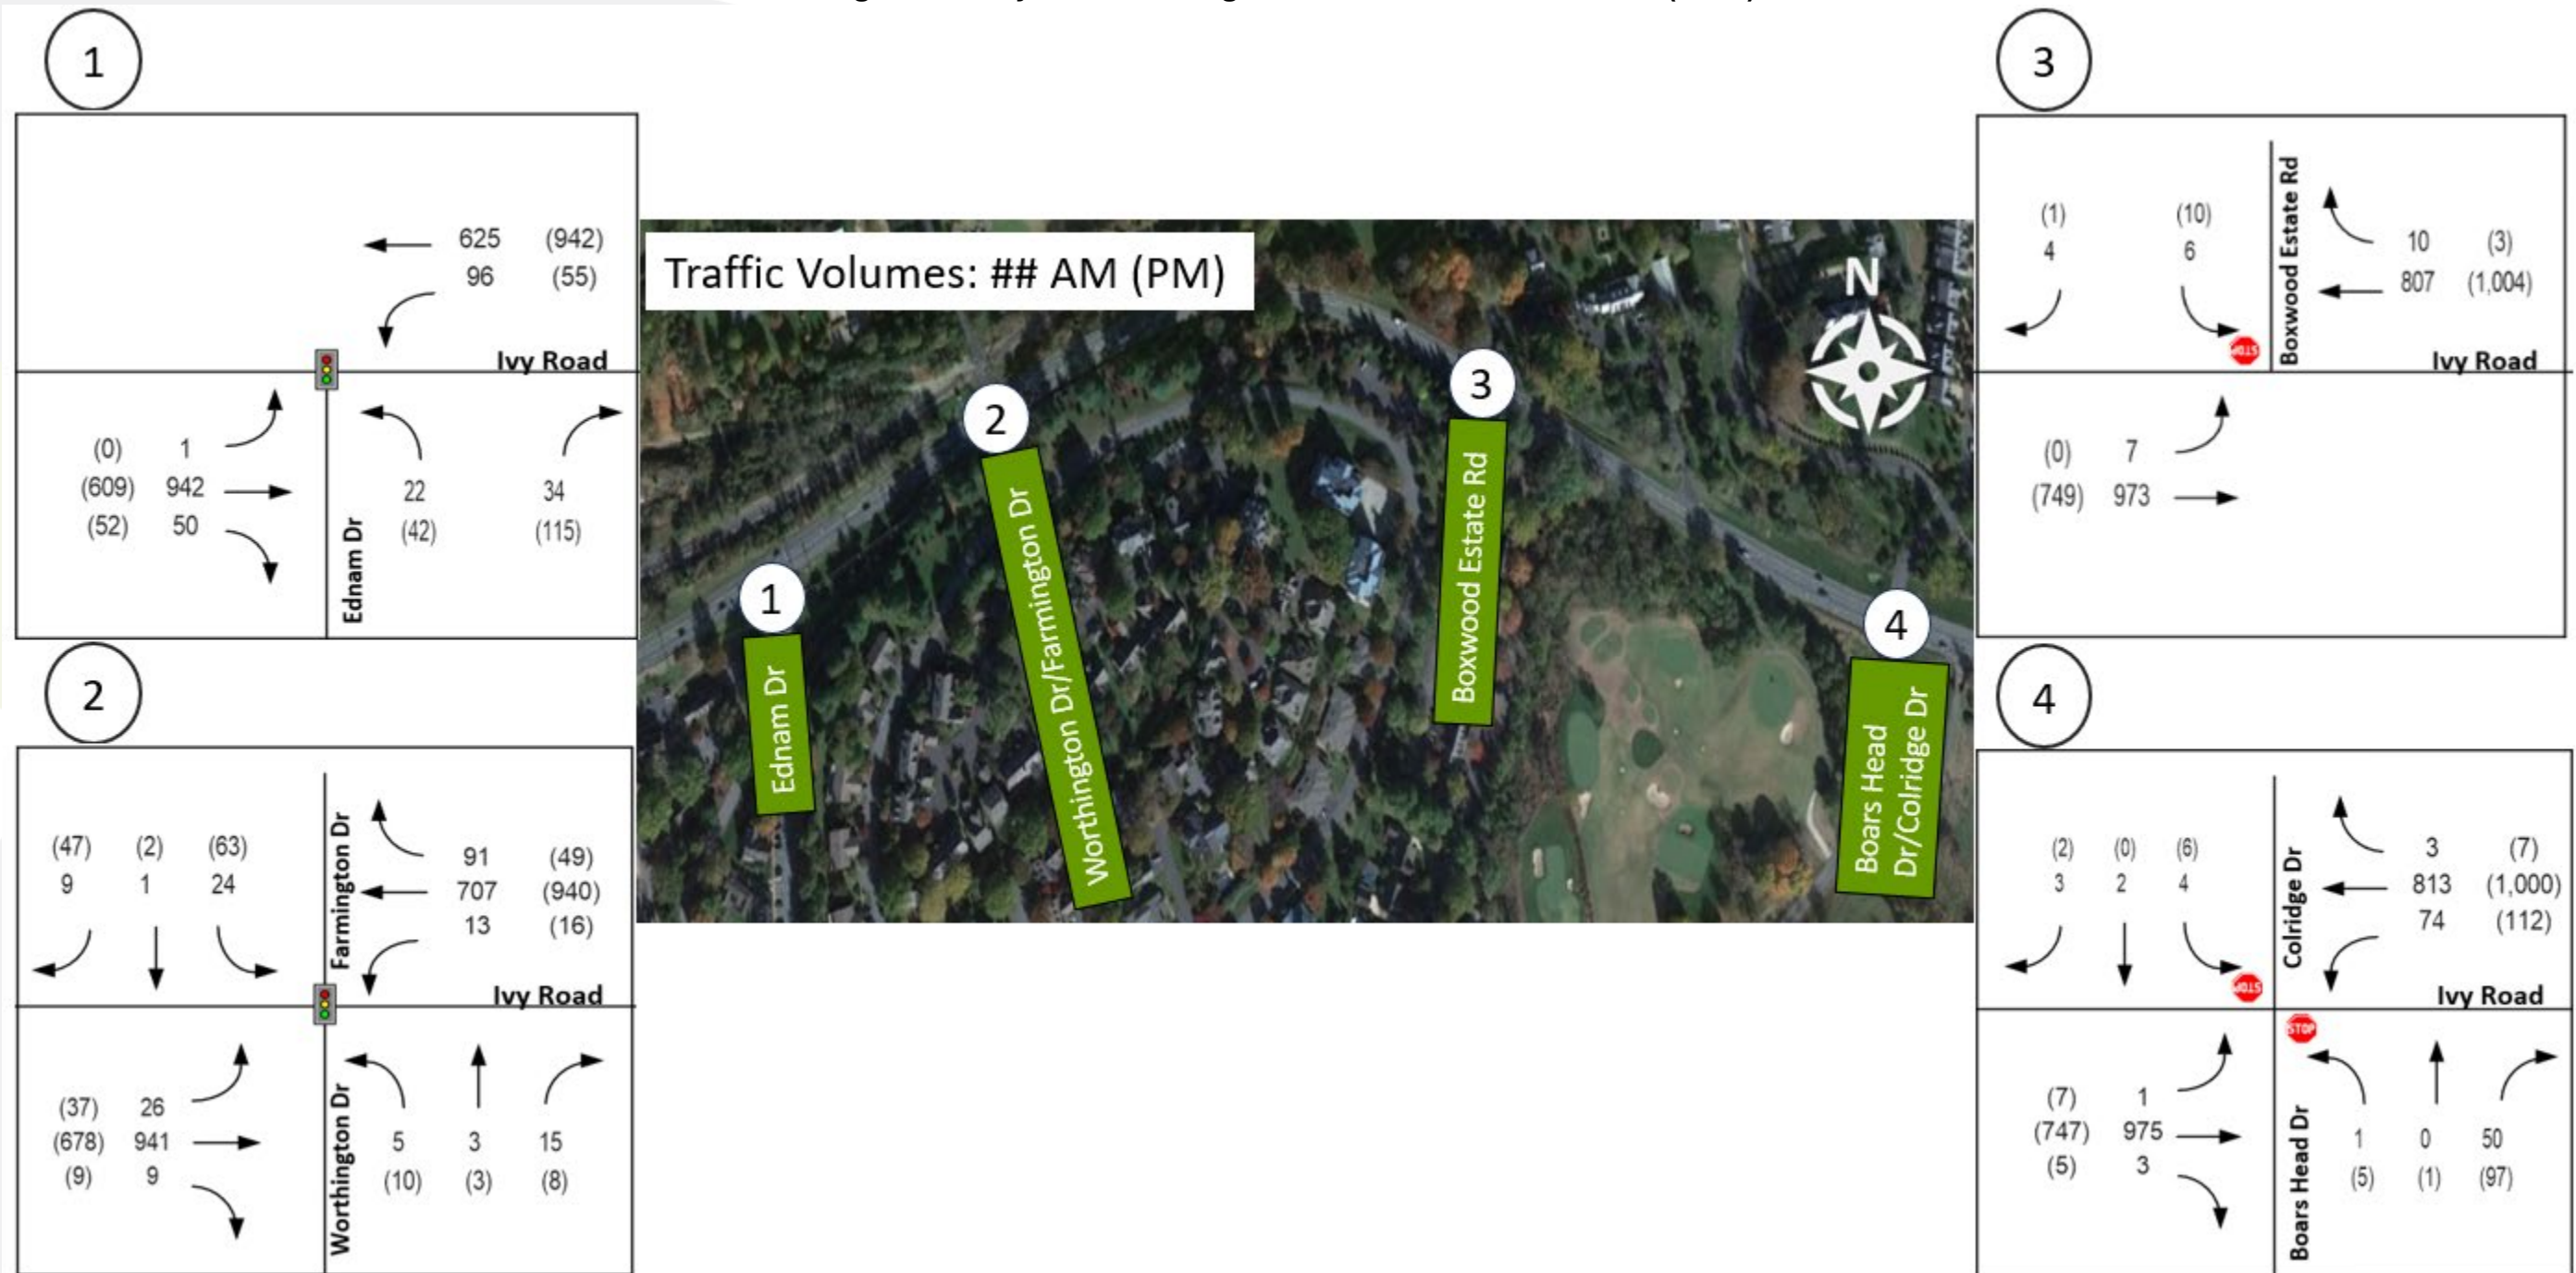 1
625 (942)
96 (55)
Ivy Road
(0) 1
(609) 942
(52) 50
22 34
(42) (115)
Ednam Dr
2
(47) (2) (63)
9 1 24
Farmington Dr
91 (49)
707 (940)
13 (16)
Ivy Road
(37) 26
(678) 941
(9) 9
Worthington Dr
5 3 15
(10) (3) (8)
Traffic Volumes: ## AM (PM)
N
1
Ednam Dr
2
Worthington Dr/Farmington Dr
3
Boxwood Estate Rd
4
Boars Head
Dr/Colridge Dr
3
(1) (10)
4 6
STOP
Boxwood Estate Rd
10 (3)
807 (1,004)
Ivy Road
(0) 7
(749) 973
4
(2) (0) (6)
3 2 4
STOP
Colridge Dr
3 (7)
813 (1,000)
74 (112)
Ivy Road
STOP
(7) 1
(747) 975
(5) 3
Boars Head Dr
1 0 50
(5) (1) (97)